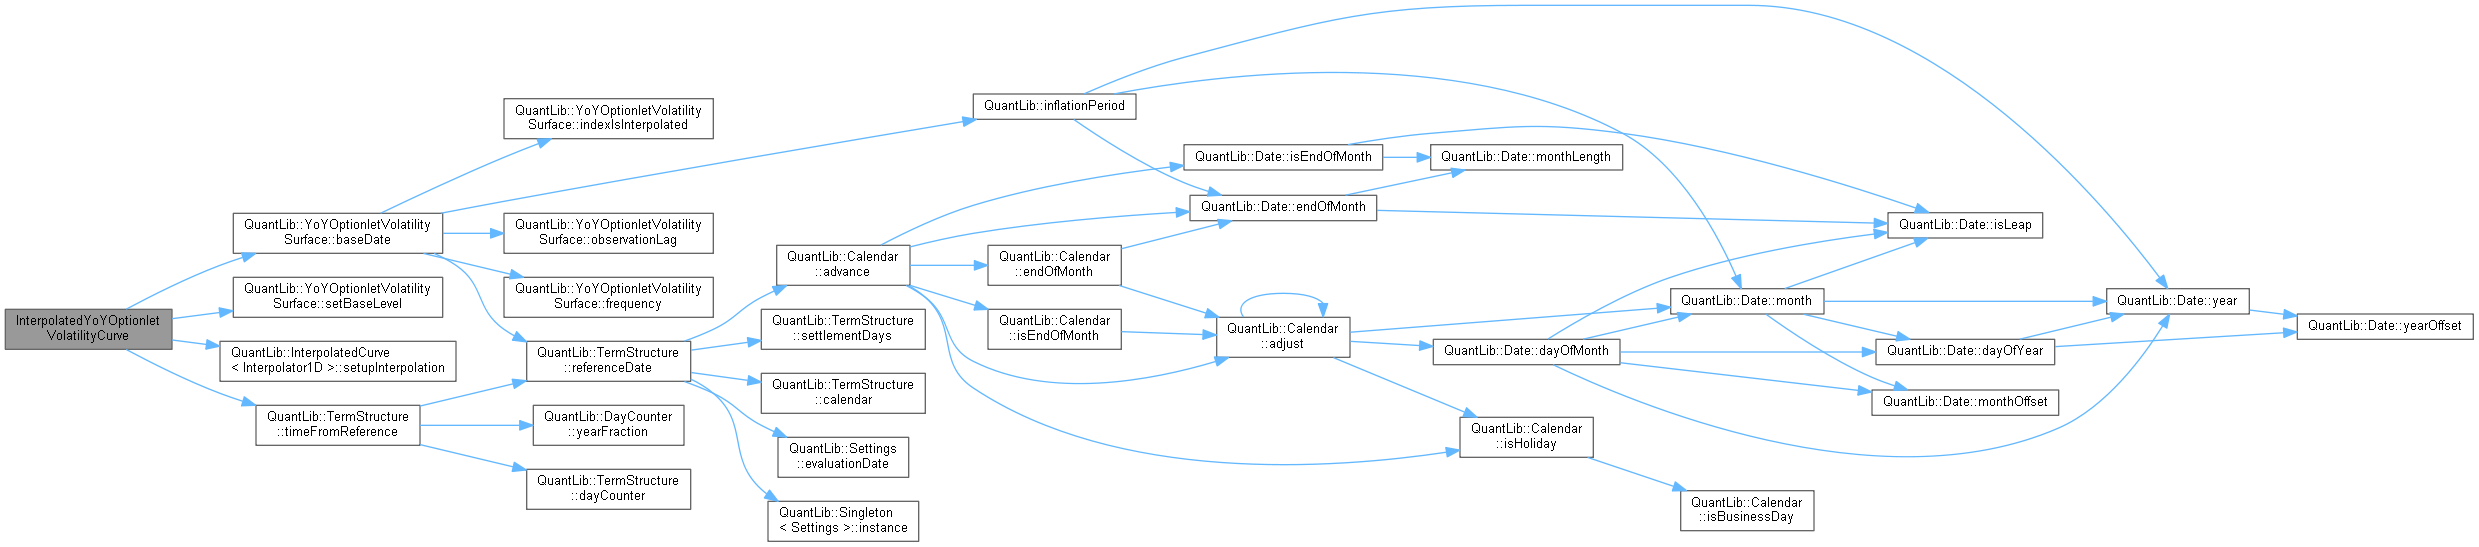 InterpolatedYoYOptionlet
VolatilityCurve
QuantLib::YoYOptionletVolatility
Surface::baseDate
QuantLib::YoYOptionletVolatility
Surface::setBaseLevel
QuantLib::InterpolatedCurve
< Interpolator1D >::setupInterpolation
QuantLib::TermStructure
::timeFromReference
QuantLib::YoYOptionletVolatility
Surface::indexIsInterpolated
QuantLib::YoYOptionletVolatility
Surface::observationLag
QuantLib::YoYOptionletVolatility
Surface::frequency
QuantLib::TermStructure
::referenceDate
QuantLib::DayCounter
::yearFraction
QuantLib::TermStructure
::dayCounter
QuantLib::Calendar
::advance
QuantLib::TermStructure
::settlementDays
QuantLib::TermStructure
::calendar
QuantLib::Settings
::evaluationDate
QuantLib::Singleton
< Settings >::instance
QuantLib::inflationPeriod
QuantLib::Calendar
::endOfMonth
QuantLib::Calendar
::isEndOfMonth
QuantLib::Date::isEndOfMonth
QuantLib::Date::endOfMonth
QuantLib::Calendar
::adjust
QuantLib::Date::monthLength
QuantLib::Date::dayOfMonth
QuantLib::Calendar
::isHoliday
QuantLib::Date::month
QuantLib::Calendar
::isBusinessDay
QuantLib::Date::isLeap
QuantLib::Date::dayOfYear
QuantLib::Date::monthOffset
QuantLib::Date::year
QuantLib::Date::yearOffset